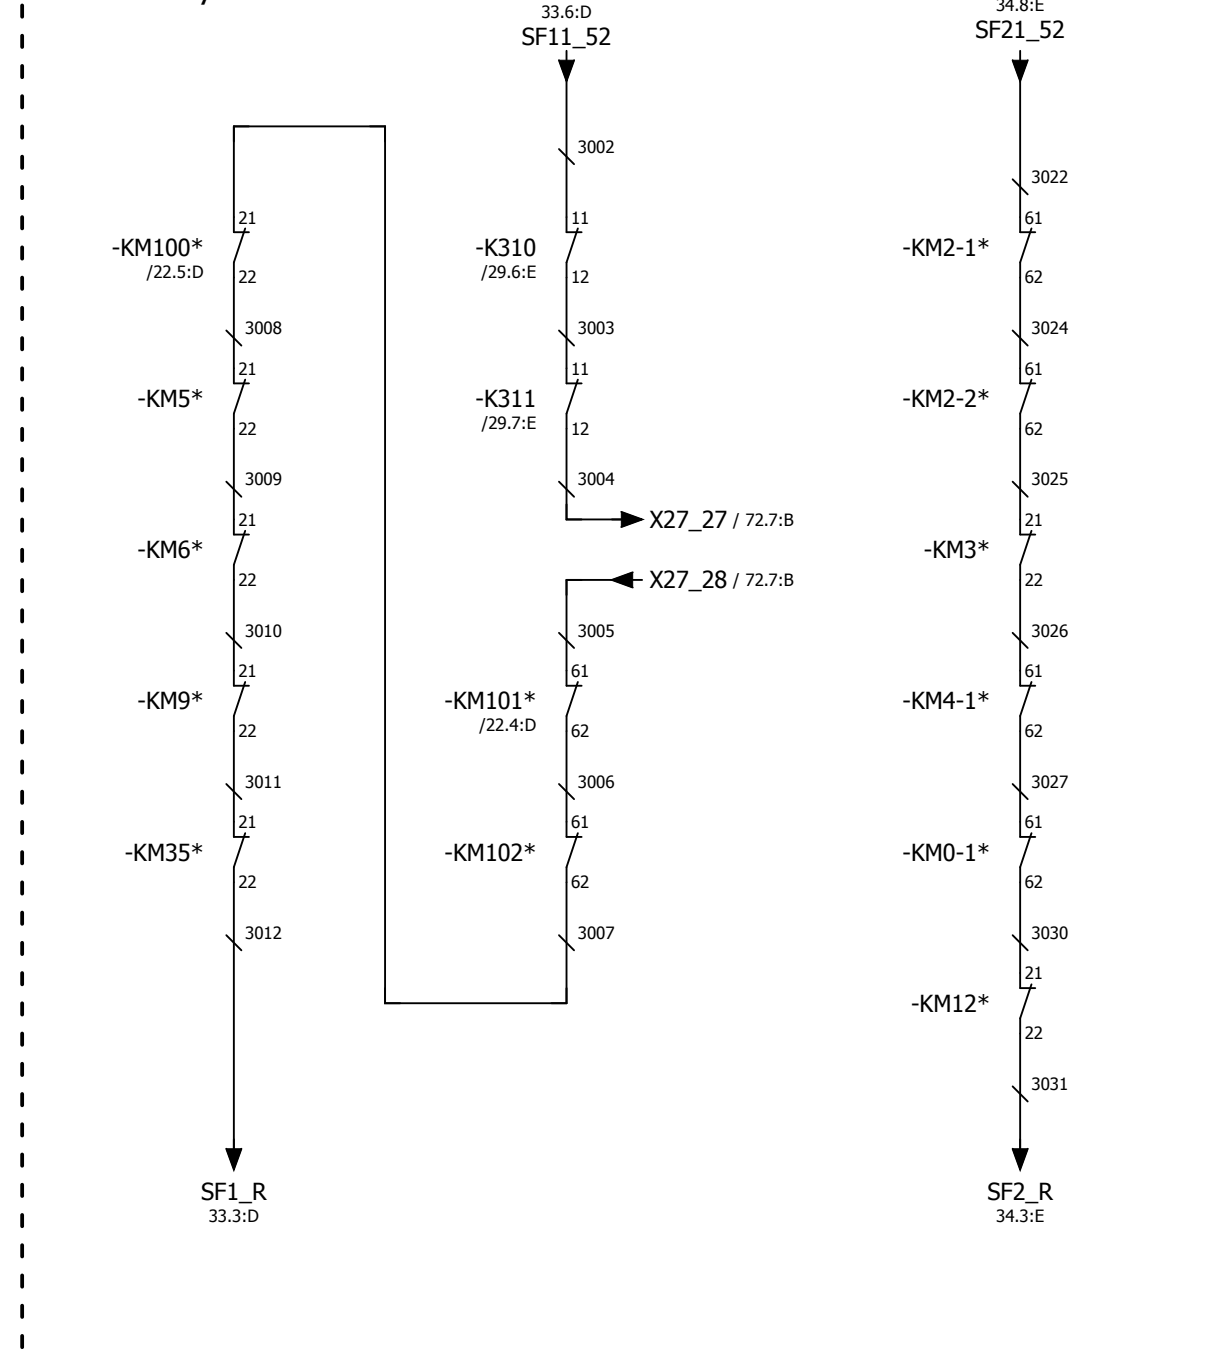 33.6:D
SF11_52
34.8:E
SF21_52
21
-KM100*
/22.5:D
22
3008
21
-KM5*
22
3009
21
-KM6*
22
3010
21
-KM9*
22
3011
21
-KM35*
22
3012
SF1_R
33.3:D
3002
11
-K310
/29.6:E
12
3003
11
-K311
/29.7:E
12
3004
X27_27 / 72.7:B
X27_28 / 72.7:B
3005
61
-KM101*
/22.4:D
62
3006
61
-KM102*
62
3007
3022
61
-KM2-1*
62
3024
61
-KM2-2*
62
3025
21
-KM3*
22
3026
61
-KM4-1*
62
3027
61
-KM0-1*
62
3030
21
-KM12*
22
3031
SF2_R
34.3:E